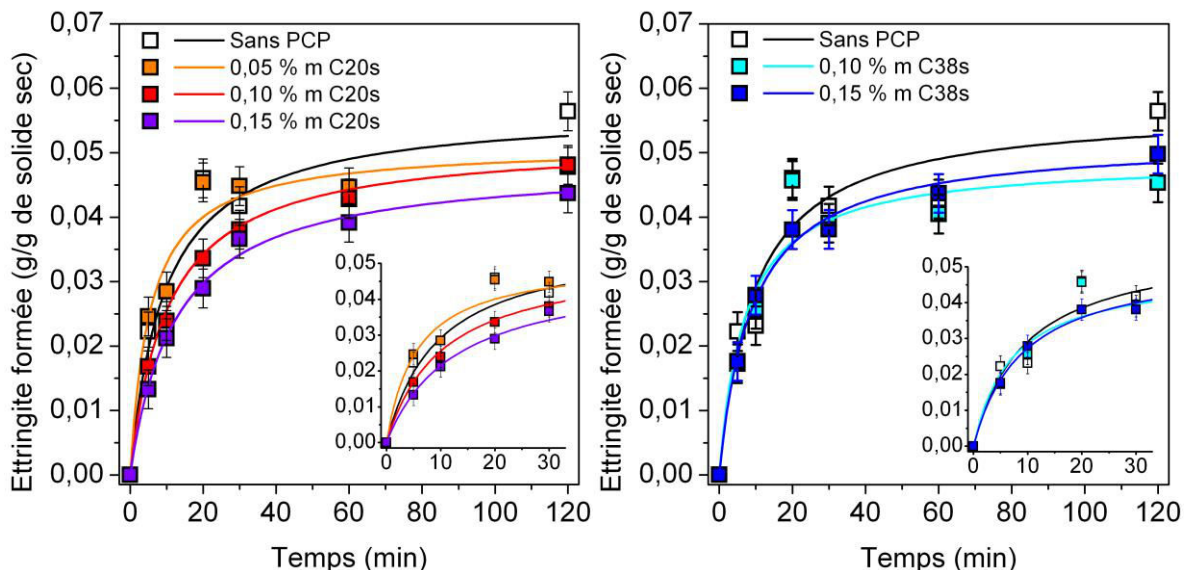 Ettringite formée (g/g de solide sec)
0,07
0,06
0,05
0,04
0,03
0,02
0,01
0,00
Sans PCP
0,05 % m C20s
0,10 % m C20s
0,15 % m C20s
0,05
0,04
0,03
0,02
0,01
0,00
0 10 20 30
0 20 40 60 80 100 120
Temps (min)
Ettringite formée (g/g de solide sec)
0,07
0,06
0,05
0,04
0,03
0,02
0,01
0,00
Sans PCP
0,10 % m C38s
0,15 % m C38s
0,05
0,04
0,03
0,02
0,01
0,00
0 10 20 30
0 20 40 60 80 100 120
Temps (min)